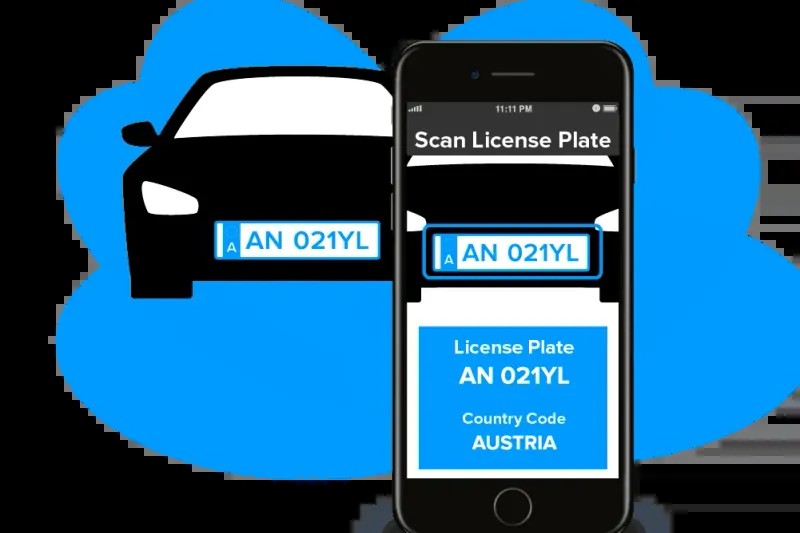 A AN 021YL
11:11 PM
Scan License Plate
A AN 021YL
License Plate
AN 021YL
Country Code
AUSTRIA